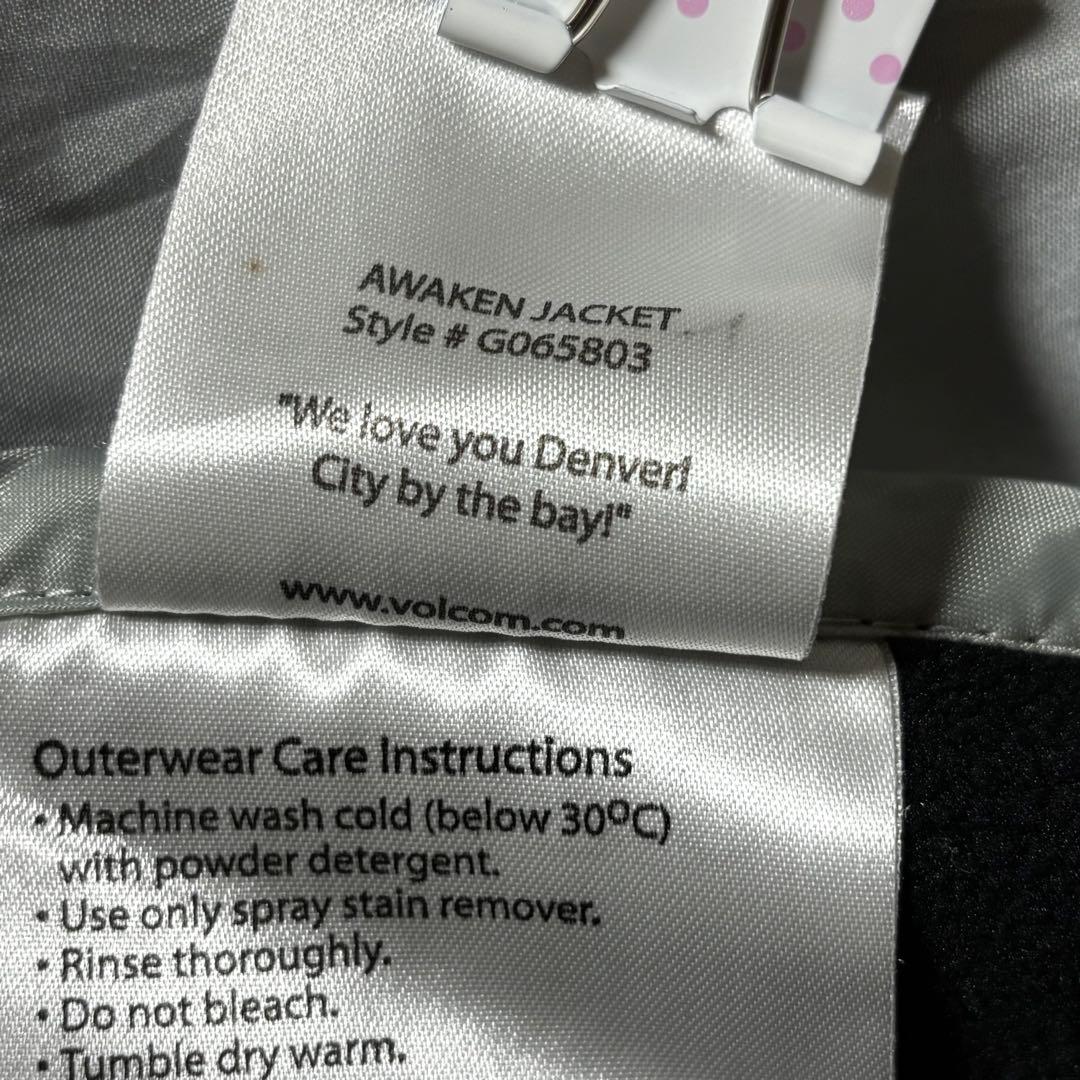 AWAKEN JACKET
Style # G065803
"We love you Denver!
City by the bay!"
www.volcom.com
Outerwear Care Instructions
• Machine wash cold (below 30ºC)
with powder detergent.
• Use only spray stain remover.
• Rinse thoroughly.
• Do not bleach.
• Tumble dry warm.